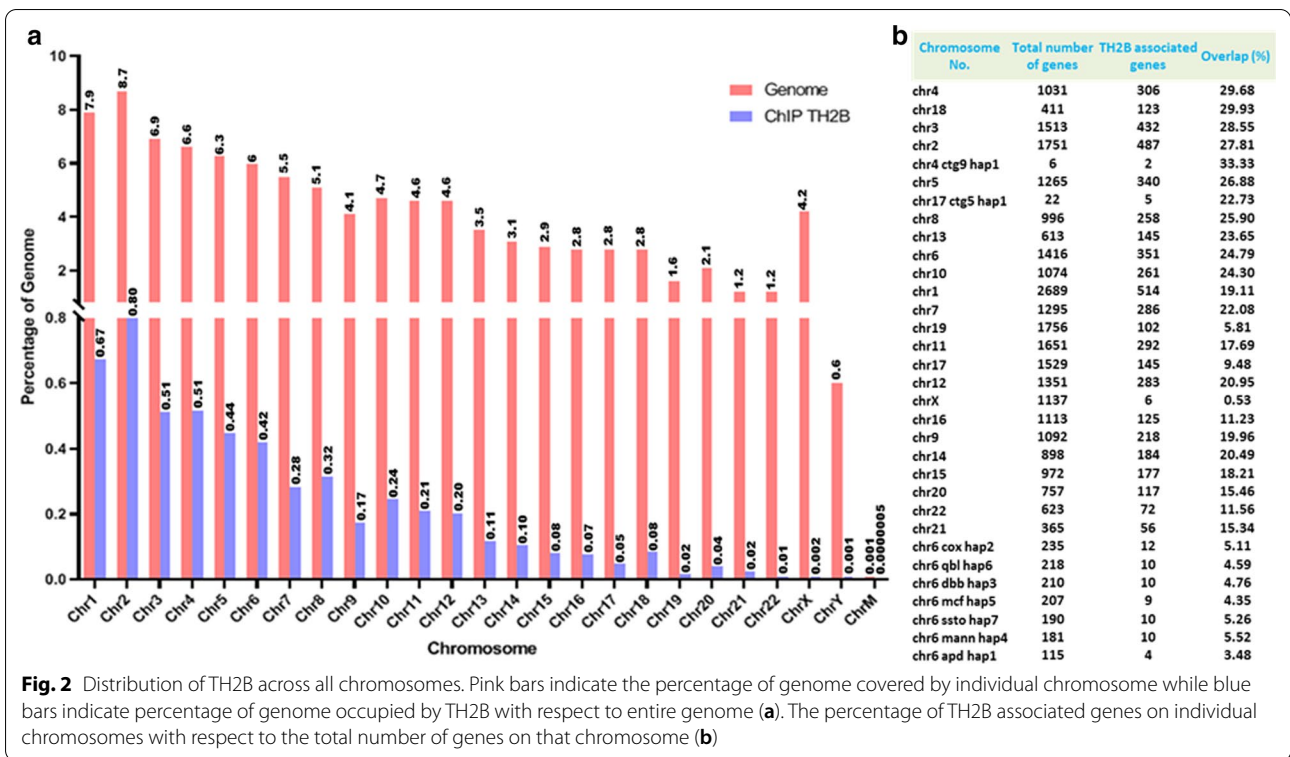 a
10
8
6
4
2
0.8
0.6
0.4
0.2
0.0
Percentage of Genome
Genome
ChIP TH2B
7.9
0.67
8.7
0.80
6.9
0.51
6.6
0.51
6.3
0.44
6
0.42
5.5
0.28
5.1
0.32
4.1
0.17
4.7
0.24
4.6
0.21
4.6
0.20
3.5
0.11
3.1
0.10
2.9
0.08
2.8
0.07
2.8
0.05
2.8
0.08
1.6
0.02
2.1
0.04
1.2
0.02
1.2
0.01
4.2
0.002
0.6
0.001
0.001
0.0000005
Chr1
Chr2
Chr3
Chr4
Chr5
Chr6
Chr7
Chr8
Chr9
Chr10
Chr11
Chr12
Chr13
Chr14
Chr15
Chr16
Chr17
Chr18
Chr19
Chr20
Chr21
Chr22
ChrX
ChrY
ChrM
Chromosome
b
Chromosome Total number TH2B associated Overlap (%)
No. of genes genes
chr4 1031 306 29.68
chr18 411 123 29.93
chr3 1513 432 28.55
chr2 1751 487 27.81
chr4 ctg9 hap1 6 2 33.33
chr5 1265 340 26.88
chr17 ctg5 hap1 22 5 22.73
chr8 996 258 25.90
chr13 613 145 23.65
chr6 1416 351 24.79
chr10 1074 261 24.30
chr1 2689 514 19.11
chr7 1295 286 22.08
chr19 1756 102 5.81
chr11 1651 292 17.69
chr17 1529 145 9.48
chr12 1351 283 20.95
chrX 1137 6 0.53
chr16 1113 125 11.23
chr9 1092 218 19.96
chr14 898 184 20.49
chr15 972 177 18.21
chr20 757 117 15.46
chr22 623 72 11.56
chr21 365 56 15.34
chr6 cox hap2 235 12 5.11
chr6 qbl hap6 218 10 4.59
chr6 dbb hap3 210 10 4.76
chr6 mcf hap5 207 9 4.35
chr6 ssto hap7 190 10 5.26
chr6 mann hap4 181 10 5.52
chr6 apd hap1 115 4 3.48
Fig. 2 Distribution of TH2B across all chromosomes. Pink bars indicate the percentage of genome covered by individual chromosome while blue
bars indicate percentage of genome occupied by TH2B with respect to entire genome (a). The percentage of TH2B associated genes on individual
chromosomes with respect to the total number of genes on that chromosome (b)